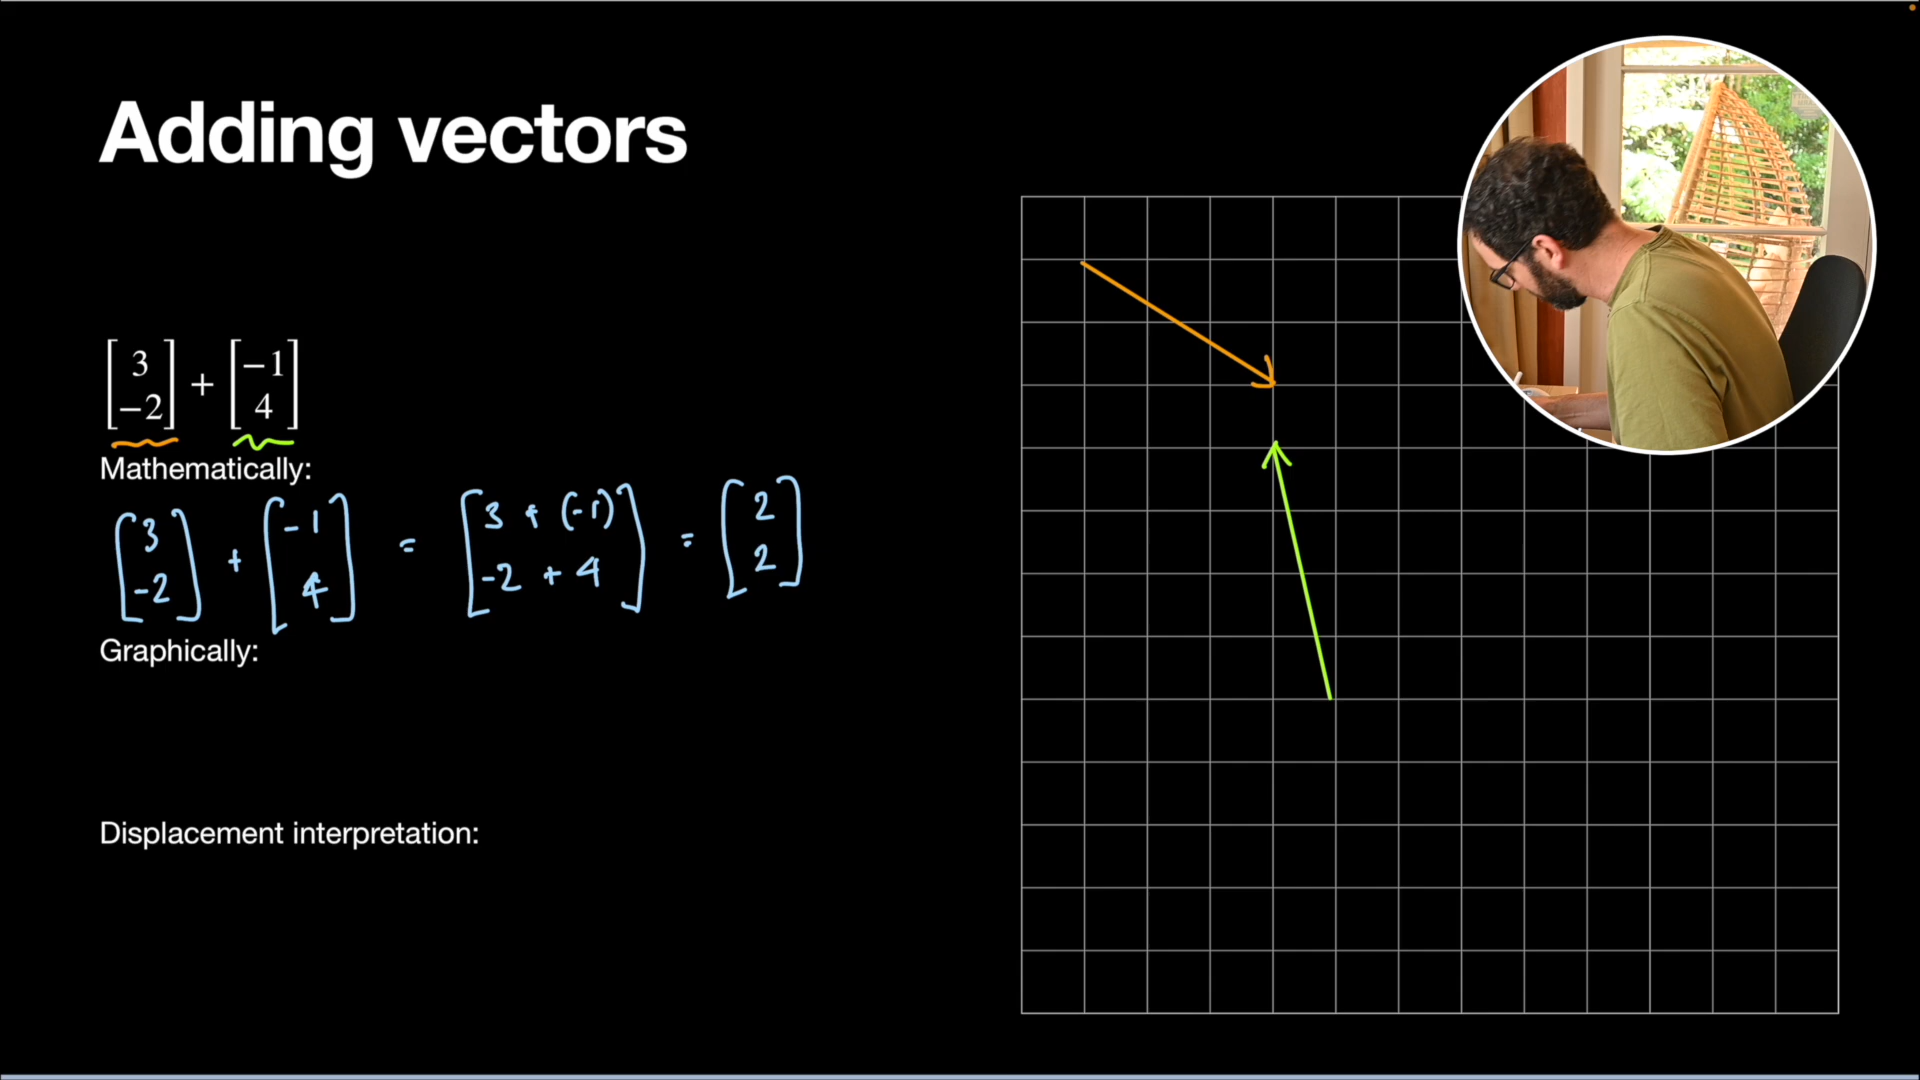 Adding vectors
[3 -2] + [-1 4]
Mathematically:
[3 -2] + [-1 4] = [3 + (-1) -2 + 4] = [2 2]
Graphically:
Displacement interpretation: